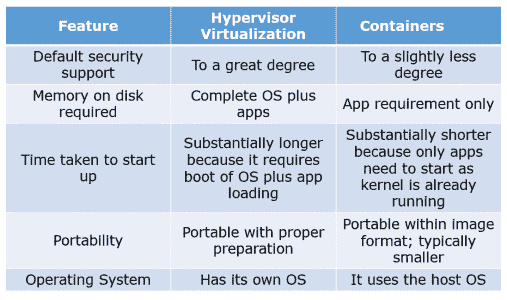 Feature
Hypervisor
Virtualization
Containers
Default security
support
To a great degree
To a slightly less
degree
Memory on disk
required
Complete OS plus
apps
App requirement only
Time taken to start
up
Substantially longer
because it requires
boot of OS plus app
loading
Substantially shorter
because only apps
need to start as
kernel is already
running
Portability
Portable with proper
preparation
Portable within image
format; typically
smaller
Operating System
Has its own OS
It uses the host OS